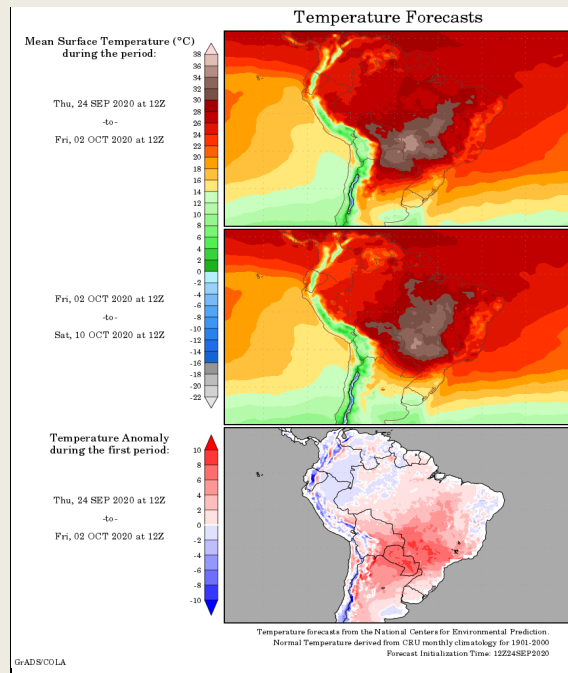 Temperature Forecasts
Mean Surface Temperature (°C)
during the period:
Thu, 24 SEP 2020 at 12Z
-to-
Fri, 02 OCT 2020 at 12Z
38
36
34
32
30
28
26
24
22
20
18
16
14
12
10
8
6
4
2
0
-2
-4
-6
-8
-10
-12
-14
-16
-18
-20
-22
Fri, 02 OCT 2020 at 12Z
-to-
Sat, 10 OCT 2020 at 12Z
Temperature Anomaly
during the first period:
Thu, 24 SEP 2020 at 12Z
-to-
Fri, 02 OCT 2020 at 12Z
10
8
6
4
2
0
-2
-4
-6
-8
-10
Temperature forecasts from the National Centers for Environmental Prediction.
Normal Temperature derived from CRU monthly climatology for 1901-2000
Forecast Initialization Time: 12Z24SEP2020
GrADS/COLA